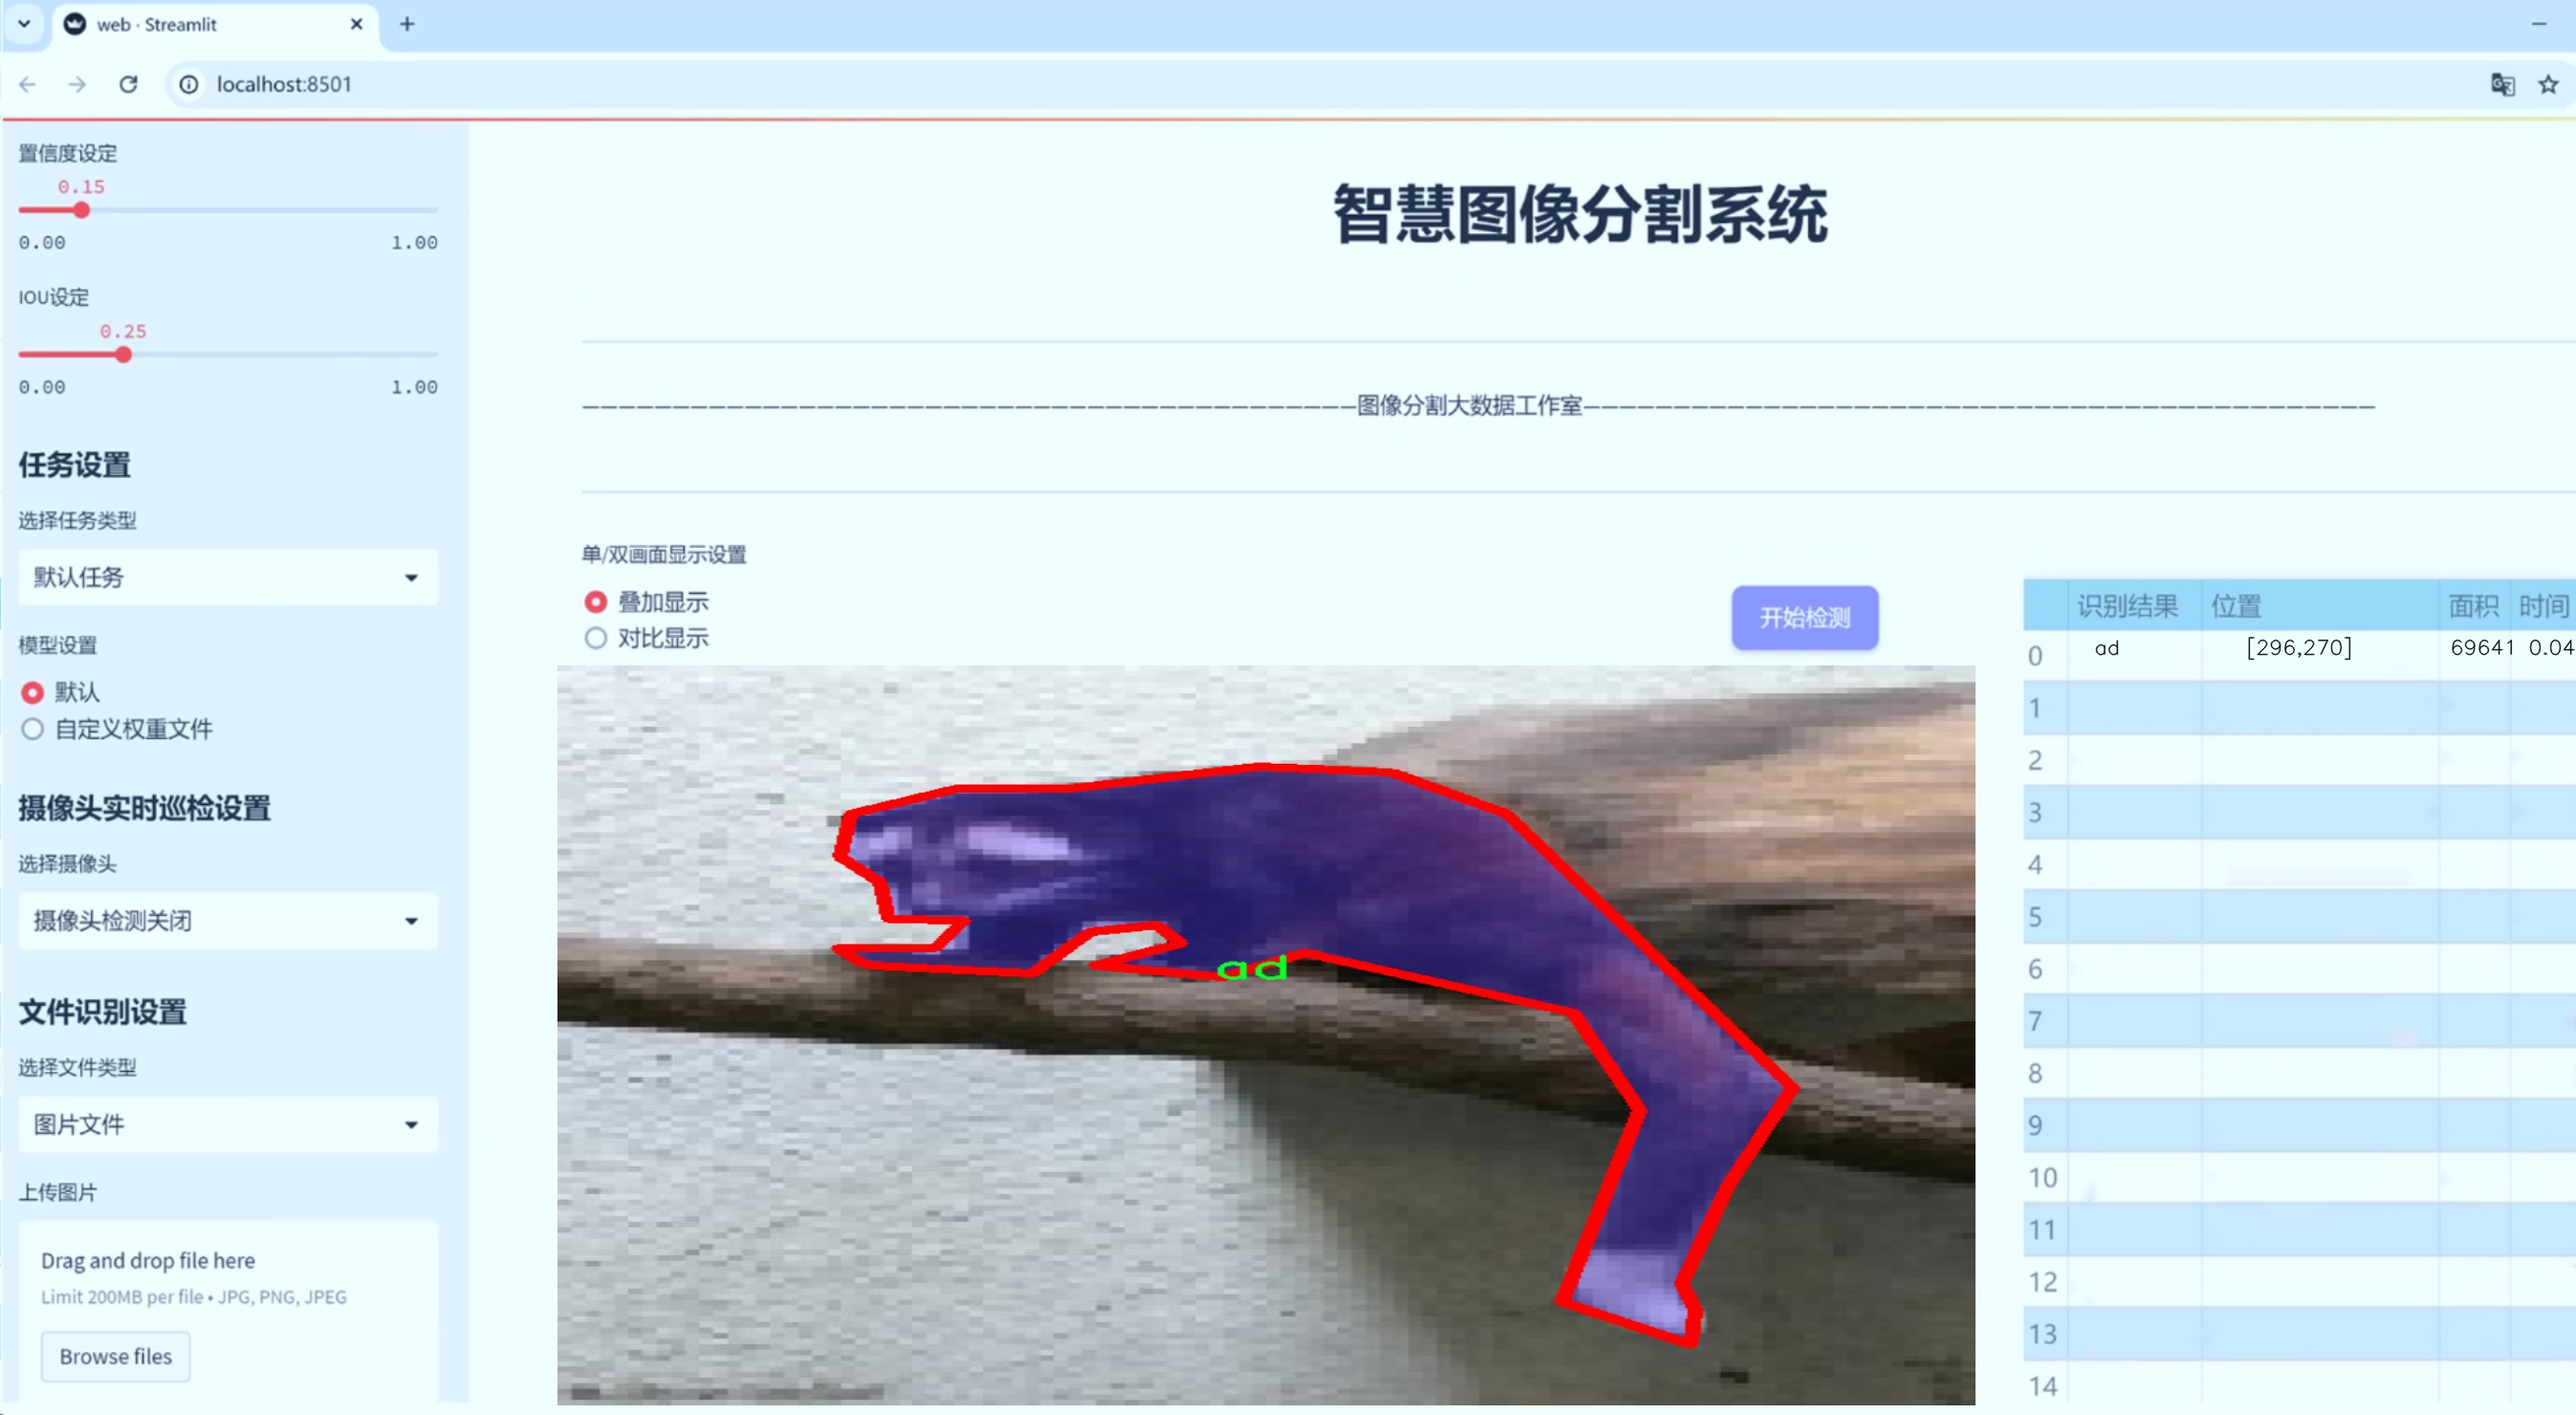 web · Streamlit
localhost:8501
置信度设定
0.15
0.00 1.00
IOU设定
0.25
0.00 1.00
任务设置
选择任务类型
默认任务
模型设置
默认
自定义权重文件
摄像头实时巡检设置
选择摄像头
摄像头检测关闭
文件识别设置
选择文件类型
图片文件
上传图片
Drag and drop file here
Limit 200MB per file • JPG, PNG, JPEG
Browse files
智慧图像分割系统
图像分割大数据工作室
单/双画面显示设置
叠加显示
对比显示
开始检测
ad
识别结果 位置 面积 时间
0 ad [296,270] 69641 0.04
1
2
3
4
5
6
7
8
9
10
11
12
13
14